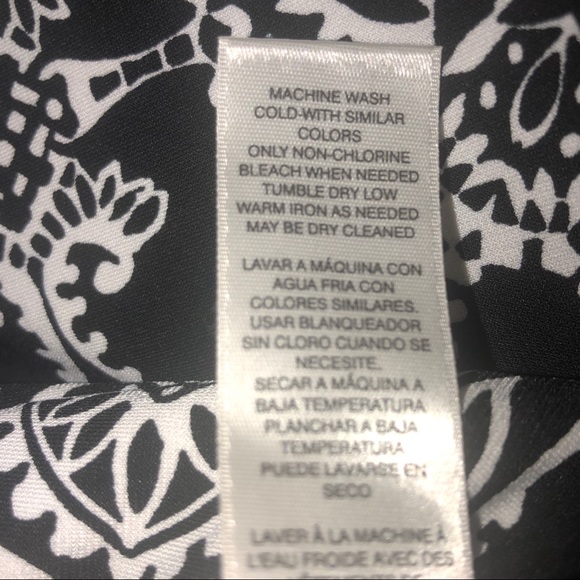 MACHINE WASH
COLD-WITH SIMILAR
COLORS
ONLY NON-CHLORINE
BLEACH WHEN NEEDED
TUMBLE DRY LOW
WARM IRON AS NEEDED
MAY BE DRY CLEANED
LAVAR A MÁQUINA CON
AGUA FRIA CON
COLORES SIMILARES.
USAR BLANQUEADOR
SIN CLORO CUANDO SE
NECESITE.
SECAR A MÁQUINA A
BAJA TEMPERATURA
PLANCHAR A BAJA
TEMPERATURA
PUEDE LAVARSE EN
SECO
LAVER À LA MACHINE À
L'EAU FROIDE AVEC DES